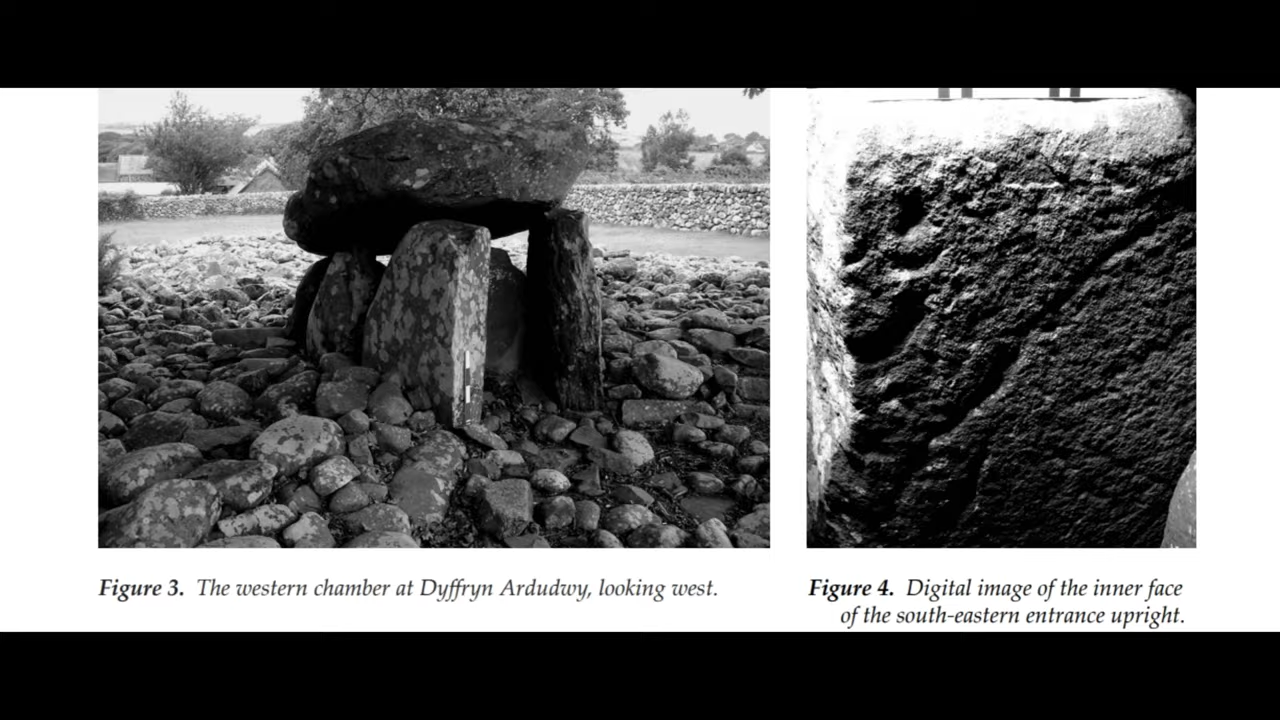 Figure 3. The western chamber at Dyffryn Ardudwy, looking west.
Figure 4. Digital image of the inner face
of the south-eastern entrance upright.